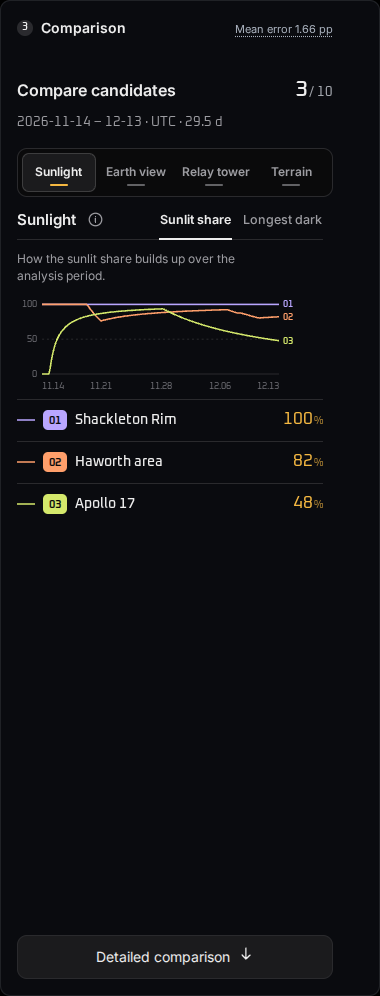 3 Comparison Mean error 1.66 pp
Compare candidates 3 / 10
2026-11-14 – 12-13 · UTC · 29.5 d
Sunlight Earth view Relay tower Terrain
Sunlight Sunlit share Longest dark
How the sunlit share builds up over the
analysis period.
100 01
02
50
03
0
11.14 11.21 11.28 12.06 12.13
01 Shackleton Rim 100%
02 Haworth area 82%
03 Apollo 17 48%
Detailed comparison ↓